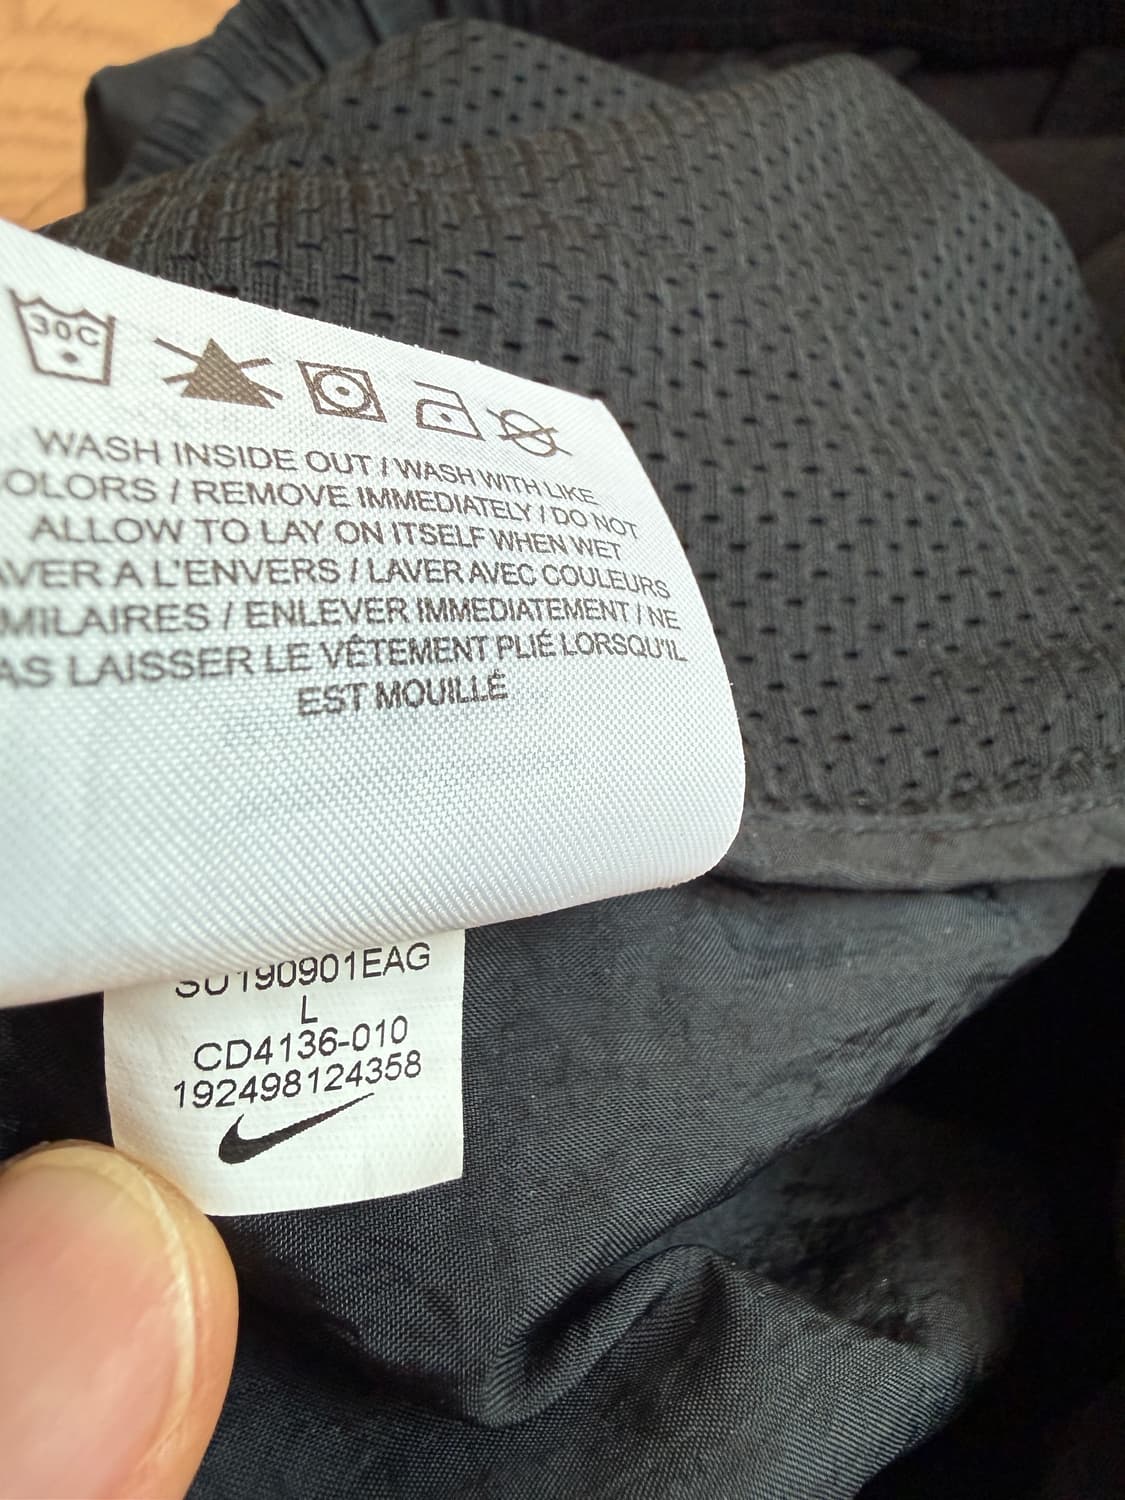 30C
WASH INSIDE OUT / WASH WITH LIKE
OLORS / REMOVE IMMEDIATELY / DO NOT
ALLOW TO LAY ON ITSELF WHEN WET
AVER A L'ENVERS / LAVER AVEC COULEURS
MILAIRES / ENLEVER IMMEDIATEMENT / NE
AS LAISSER LE VÊTEMENT PLIÉ LORSQU'IL
EST MOUILLÉ
SU190901EAG
L
CD4136-010
192498124358